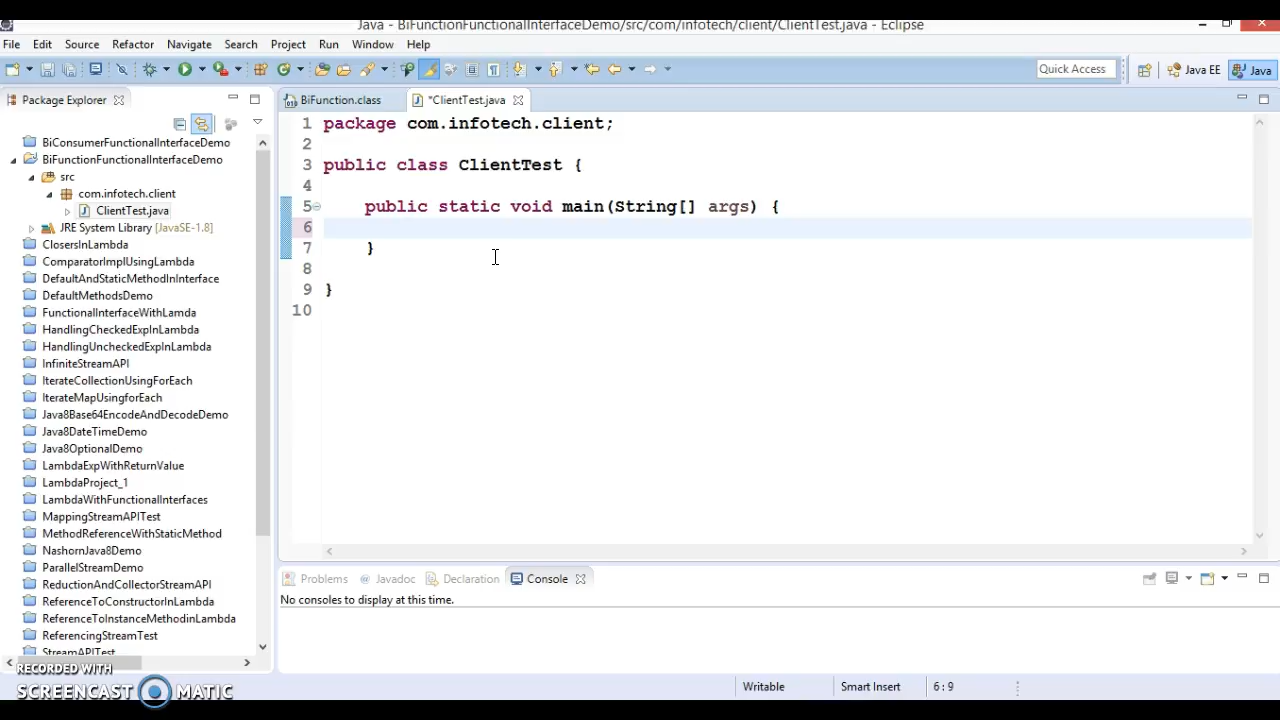 Java - BiFunctionFunctionalInterfaceDemo/src/com/infotech/client/ClientTest.java - Eclipse
File Edit Source Refactor Navigate Search Project Run Window Help
Quick Access Java EE Java
Package Explorer
BiConsumerFunctionalInterfaceDemo
BiFunctionFunctionalInterfaceDemo
src
com.infotech.client
ClientTest.java
JRE System Library [JavaSE-1.8]
ClosersInLambda
ComparatorImplUsingLambda
DefaultAndStaticMethodInInterface
DefaultMethodsDemo
FunctionalInterfaceWithLamda
HandlingCheckedExpInLambda
HandlingUncheckedExpInLambda
InfiniteStreamAPI
IterateCollectionUsingForEach
IterateMapUsingforEach
Java8Base64EncodeAndDecodeDemo
Java8DateTimeDemo
Java8OptionalDemo
LambdaExpWithReturnValue
LambdaProject_1
LambdaWithFunctionalInterfaces
MappingStreamAPITest
MethodReferenceWithStaticMethod
NashornJava8Demo
ParallelStreamDemo
ReductionAndCollectorStreamAPI
ReferenceToConstructorInLambda
ReferenceToInstanceMethodinLambda
ReferencingStreamTest
StreamAPITest
BiFunction.class *ClientTest.java
1 package com.infotech.client;
2
3 public class ClientTest {
4
5 public static void main(String[] args) {
6
7 }
8
9 }
10
Problems @ Javadoc Declaration Console
No consoles to display at this time.
Writable Smart Insert 6 : 9
RECORDED WITH
SCREENCAST MATIC